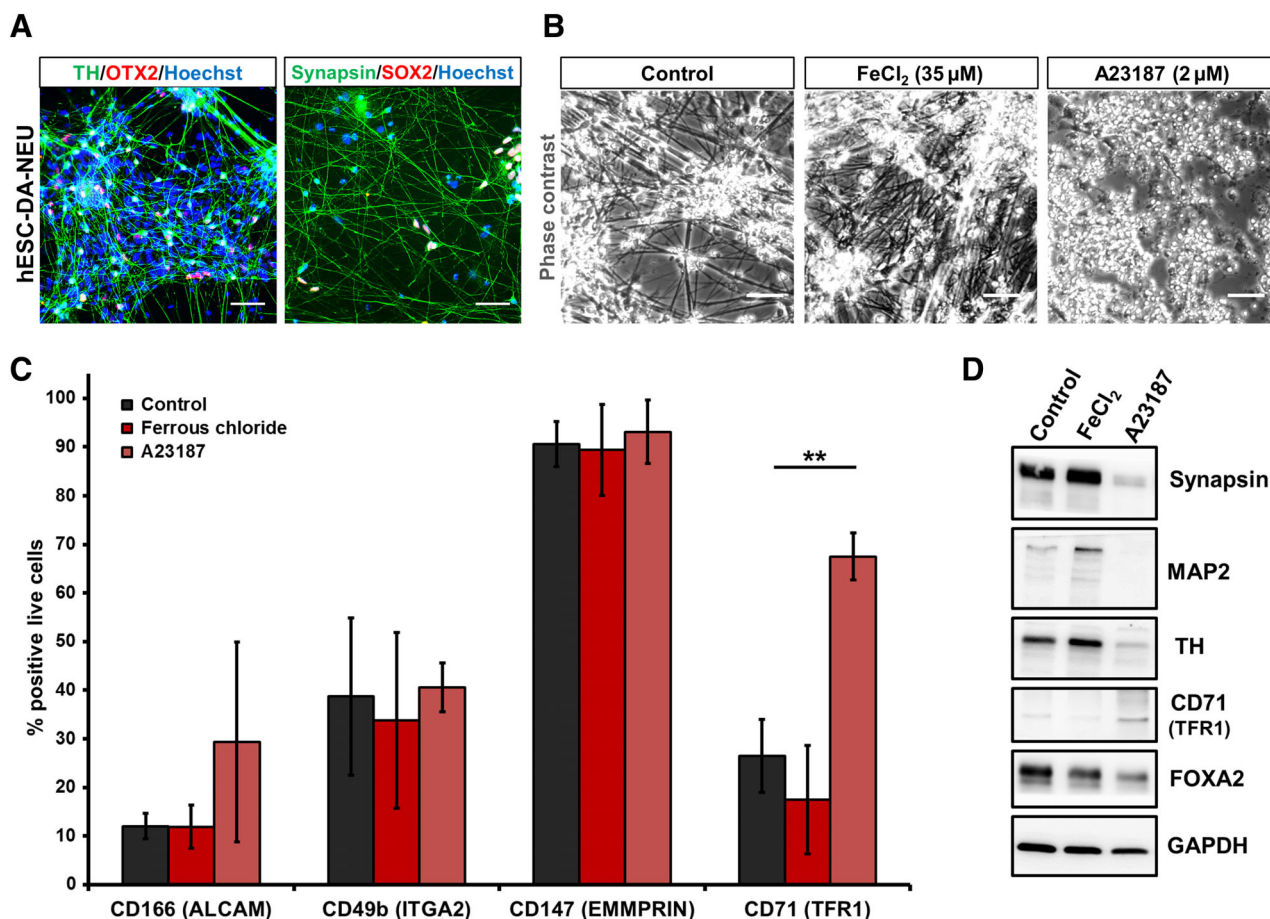 A
TH/OTX2/Hoechst
Synapsin/SOX2/Hoechst
hESC-DA-NEU
B
Control
FeCl₂ (35 µM)
A23187 (2 µM)
Phase contrast
C
Control
Ferrous chloride
A23187
% positive live cells
100
90
80
70
60
50
40
30
20
10
0
**
CD166 (ALCAM)
CD49b (ITGA2)
CD147 (EMMPRIN)
CD71 (TFR1)
D
Control
FeCl₂
A23187
Synapsin
MAP2
TH
CD71
(TFR1)
FOXA2
GAPDH